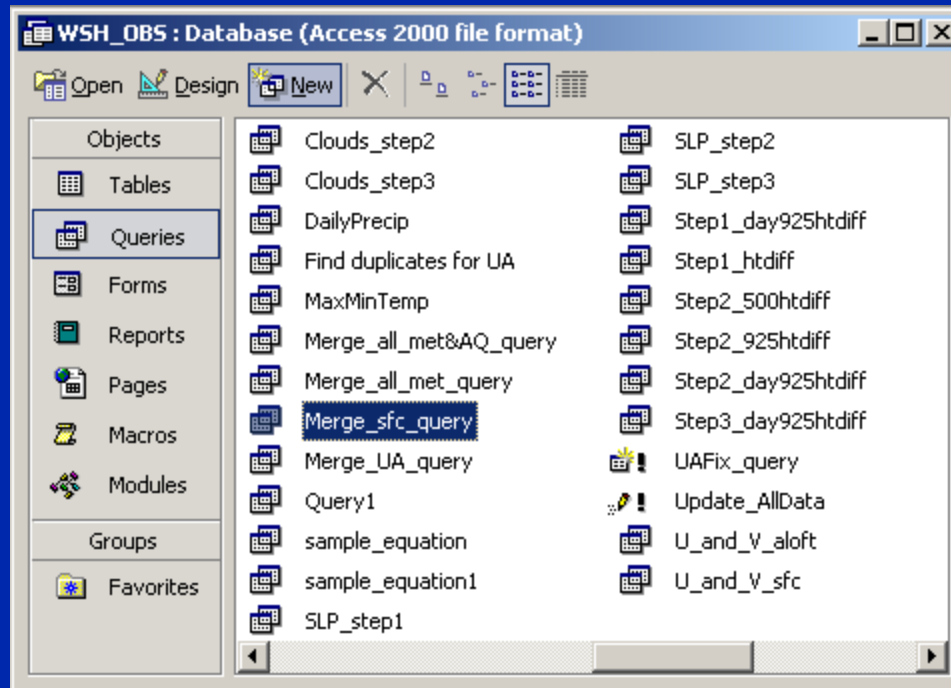 WSH_OBS : Database (Access 2000 file format)
Open Design New
Objects
Tables
Queries
Forms
Reports
Pages
Macros
Modules
Groups
Favorites
Clouds_step2
Clouds_step3
DailyPrecip
Find duplicates for UA
MaxMinTemp
Merge_all_met&AQ_query
Merge_all_met_query
Merge_sfc_query
Merge_UA_query
Query1
sample_equation
sample_equation1
SLP_step1
SLP_step2
SLP_step3
Step1_day925htdiff
Step1_htdiff
Step2_500htdiff
Step2_925htdiff
Step2_day925htdiff
Step3_day925htdiff
UAFix_query
Update_AllData
U_and_V_aloft
U_and_V_sfc